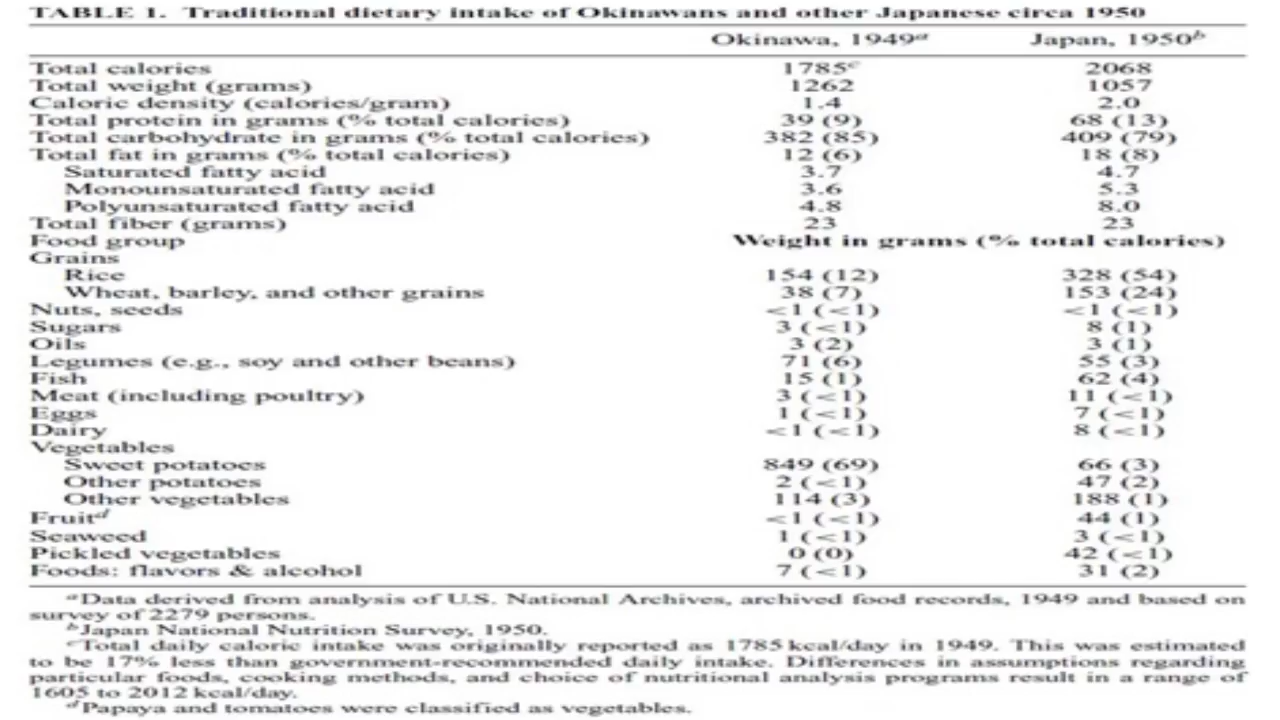 TABLE 1. Traditional dietary intake of Okinawans and other Japanese circa 1950
Okinawa, 1949a Japan, 1950b
Total calories 1785c 2068
Total weight (grams) 1262 1057
Caloric density (calories/gram) 1.4 2.0
Total protein in grams (% total calories) 39 (9) 68 (13)
Total carbohydrate in grams (% total calories) 382 (85) 409 (79)
Total fat in grams (% total calories) 12 (6) 18 (8)
Saturated fatty acid 3.7 4.7
Monounsaturated fatty acid 3.6 5.3
Polyunsaturated fatty acid 4.8 8.0
Total fiber (grams) 23 23
Food group Weight in grams (% total calories)
Grains
Rice 154 (12) 328 (54)
Wheat, barley, and other grains 38 (7) 153 (24)
Nuts, seeds <1 (<1) <1 (<1)
Sugars 3 (<1) 8 (1)
Oils 3 (2) 3 (1)
Legumes (e.g., soy and other beans) 71 (6) 55 (3)
Fish 15 (1) 62 (4)
Meat (including poultry) 3 (<1) 11 (<1)
Eggs 1 (<1) 7 (<1)
Dairy <1 (<1) 8 (<1)
Vegetables
Sweet potatoes 849 (69) 66 (3)
Other potatoes 2 (<1) 47 (2)
Other vegetables 114 (3) 188 (1)
Fruitd <1 (<1) 44 (1)
Seaweed 1 (<1) 3 (<1)
Pickled vegetables 0 (0) 42 (<1)
Foods: flavors & alcohol 7 (<1) 31 (2)
aData derived from analysis of U.S. National Archives, archived food records, 1949 and based on
survey of 2279 persons.
bJapan National Nutrition Survey, 1950.
cTotal daily caloric intake was originally reported as 1785 kcal/day in 1949. This was estimated
to be 17% less than government-recommended daily intake. Differences in assumptions regarding
particular foods, cooking methods, and choice of nutritional analysis programs result in a range of
1605 to 2012 kcal/day.
dPapaya and tomatoes were classified as vegetables.